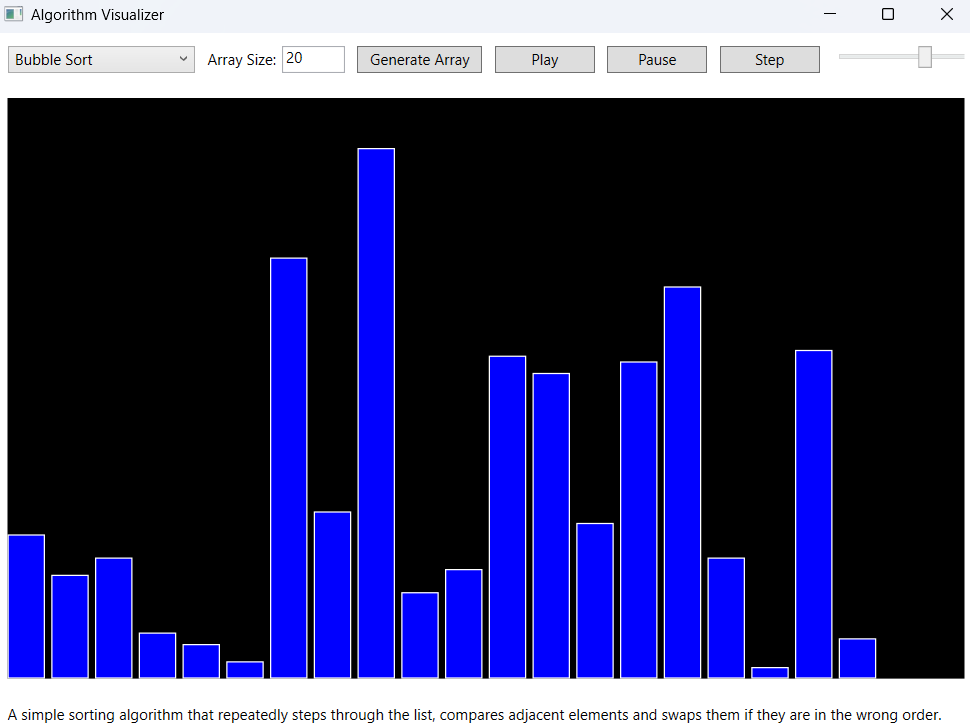 Algorithm Visualizer
Bubble Sort Array Size: 20 Generate Array Play Pause Step
A simple sorting algorithm that repeatedly steps through the list, compares adjacent elements and swaps them if they are in the wrong order.